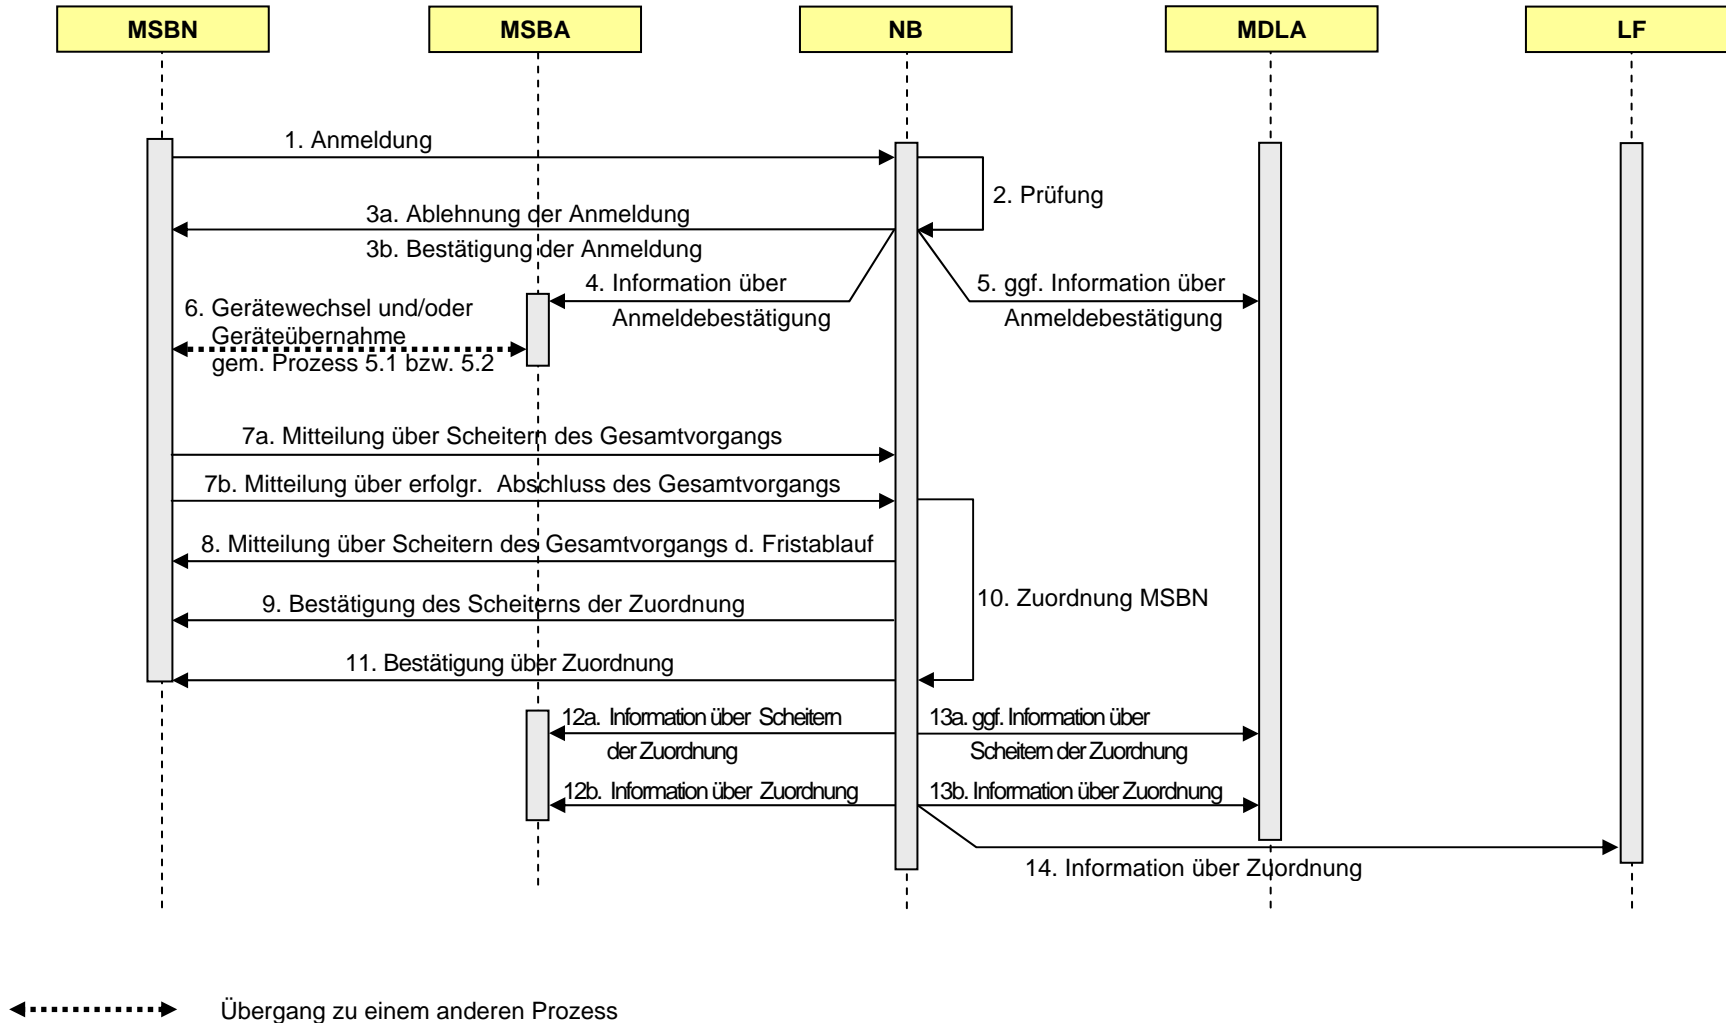 MSBN
MSBA
NB
MDLA
LF
1. Anmeldung
2. Prüfung
3a. Ablehnung der Anmeldung
3b. Bestätigung der Anmeldung
4. Information über
Anmeldebestätigung
5. ggf. Information über
Anmeldebestätigung
6. Gerätewechsel und/oder
Geräteübernahme
gem. Prozess 5.1 bzw. 5.2
7a. Mitteilung über Scheitern des Gesamtvorgangs
7b. Mitteilung über erfolgr. Abschluss des Gesamtvorgangs
8. Mitteilung über Scheitern des Gesamtvorgangs d. Fristablauf
9. Bestätigung des Scheiterns der Zuordnung
10. Zuordnung MSBN
11. Bestätigung über Zuordnung
12a. Information über Scheitern
der Zuordnung
13a. ggf. Information über
Scheitern der Zuordnung
12b. Information über Zuordnung
13b. Information über Zuordnung
14. Information über Zuordnung
Übergang zu einem anderen Prozess